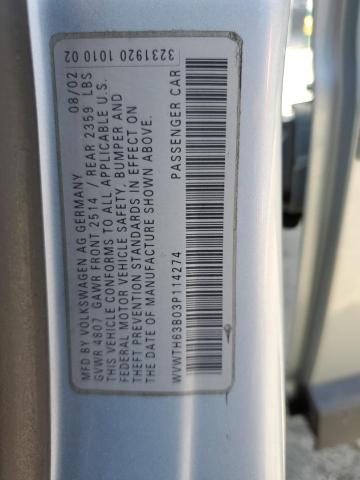 3231920 1010 02
MFD BY VOLKSWAGEN AG GERMANY 08/02
GVWR 4807 GAWR FRONT 2514 / REAR 2359 LBS
THIS VEHICLE CONFORMS TO ALL APPLICABLE U.S.
FEDERAL MOTOR VEHICLE SAFETY, BUMPER AND
THEFT PREVENTION STANDARDS IN EFFECT ON
THE DATE OF MANUFACTURE SHOWN ABOVE.
WVWTH63B03P114274 PASSENGER CAR